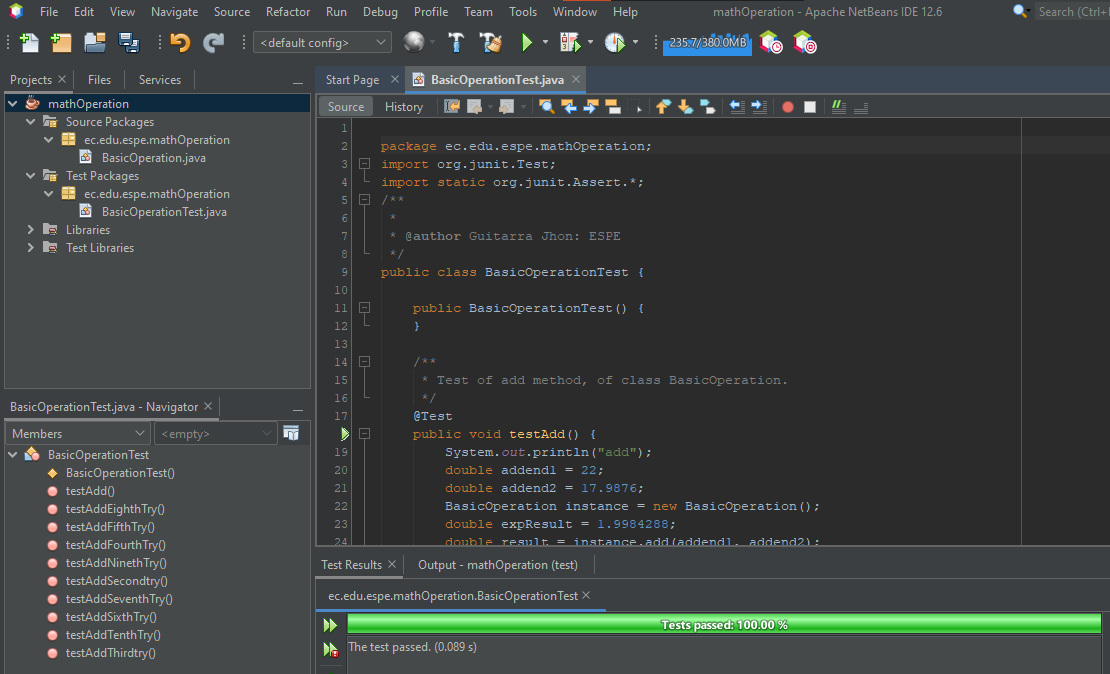 File Edit View Navigate Source Refactor Run Debug Profile Team Tools Window Help mathOperation - Apache NetBeans IDE 12.6 Search (Ctrl+I
<default config> 235.7/380.0MB
Projects Files Services
mathOperation
Source Packages
ec.edu.espe.mathOperation
BasicOperation.java
Test Packages
ec.edu.espe.mathOperation
BasicOperationTest.java
Libraries
Test Libraries
BasicOperationTest.java - Navigator
Members <empty>
BasicOperationTest
BasicOperationTest()
testAdd()
testAddEighthTry()
testAddFifthTry()
testAddFourthTry()
testAddNinethTry()
testAddSecondtry()
testAddSeventhTry()
testAddSixthTry()
testAddTenthTry()
testAddThirdtry()
Start Page BasicOperationTest.java
Source History
1
2 package ec.edu.espe.mathOperation;
3 import org.junit.Test;
4 import static org.junit.Assert.*;
5 /**
6 *
7 * @author Guitarra Jhon: ESPE
8 */
9 public class BasicOperationTest {
10
11 public BasicOperationTest() {
12 }
13
14 /**
15 * Test of add method, of class BasicOperation.
16 */
17 @Test
public void testAdd() {
19 System.out.println("add");
20 double addend1 = 22;
21 double addend2 = 17.9876;
22 BasicOperation instance = new BasicOperation();
23 double expResult = 1.9984288;
24 double result = instance.add(addend1, addend2);
Test Results Output - mathOperation (test)
ec.edu.espe.mathOperation.BasicOperationTest
Tests passed: 100.00 %
The test passed. (0.089 s)